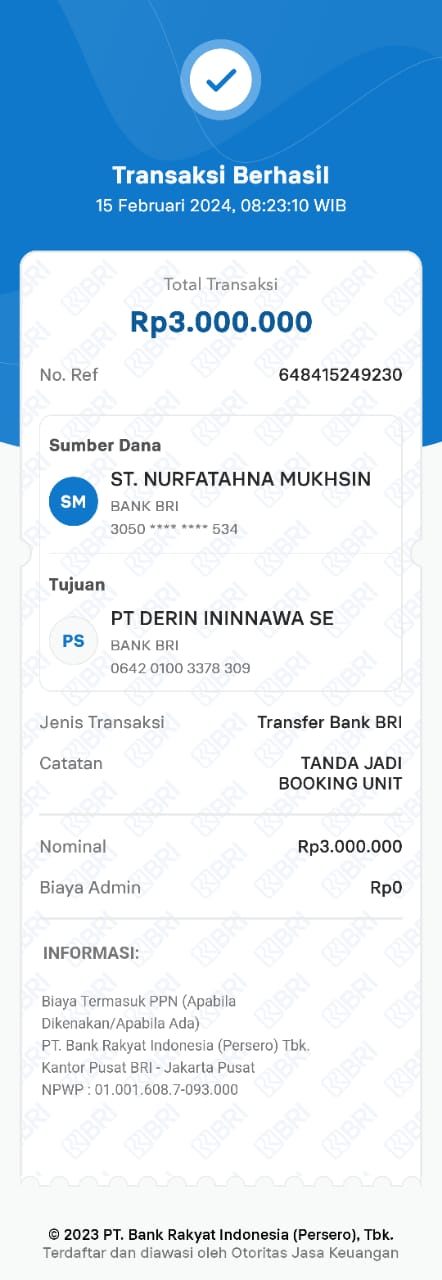 Transaksi Berhasil
15 Februari 2024, 08:23:10 WIB
Total Transaksi
Rp3.000.000
No. Ref 648415249230
Sumber Dana
SM
ST. NURFATAHNA MUKHSIN
BANK BRI
3050 **** **** 534
Tujuan
PS
PT DERIN ININNAWA SE
BANK BRI
0642 0100 3378 309
Jenis Transaksi Transfer Bank BRI
Catatan TANDA JADI
BOOKING UNIT
Nominal Rp3.000.000
Biaya Admin Rp0
INFORMASI:
Biaya Termasuk PPN (Apabila
Dikenakan/Apabila Ada)
PT. Bank Rakyat Indonesia (Persero) Tbk.
Kantor Pusat BRI - Jakarta Pusat
NPWP : 01.001.608.7-093.000
© 2023 PT. Bank Rakyat Indonesia (Persero), Tbk.
Terdaftar dan diawasi oleh Otoritas Jasa Keuangan